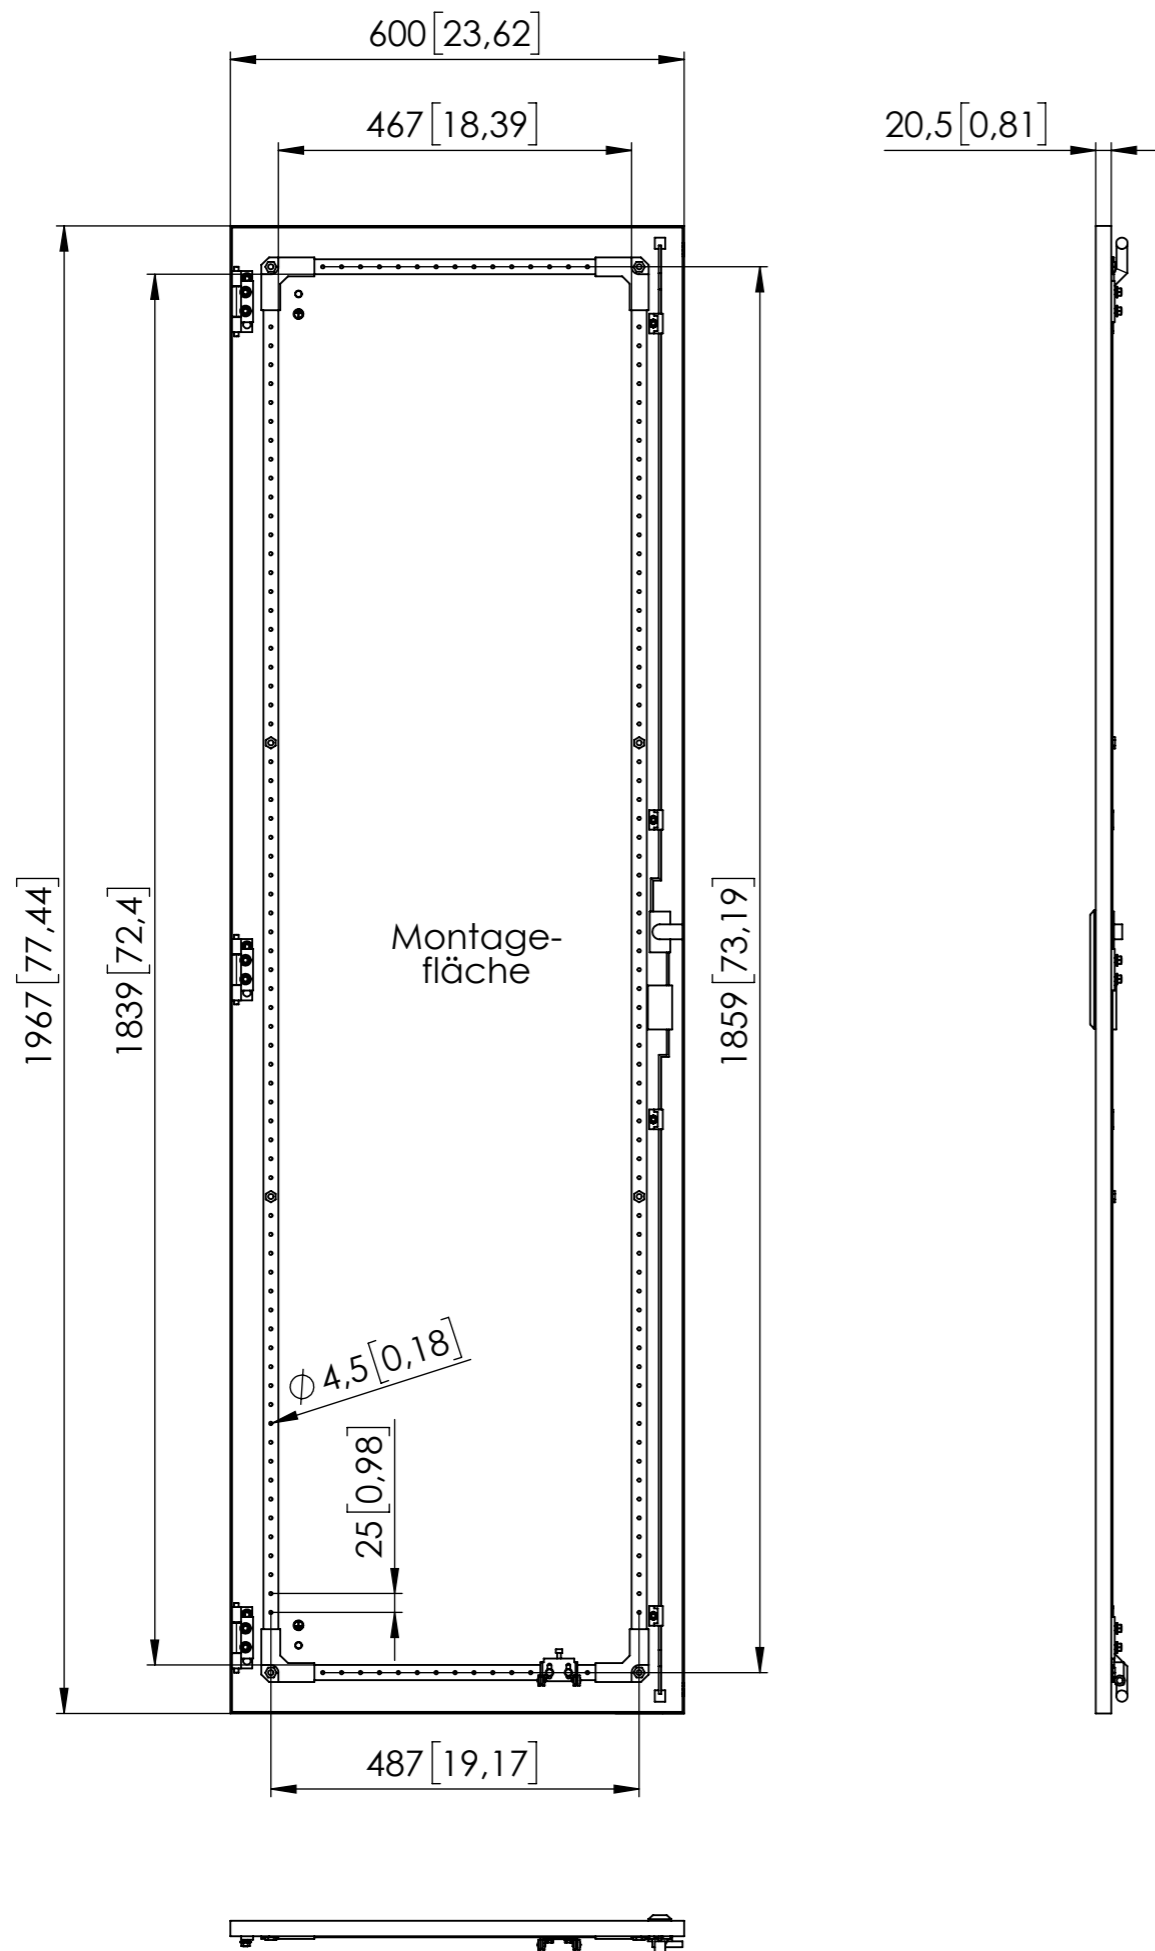 600[23,62]
467[18,39]
20,5[0,81]
1967[77,44]
1839[72,4]
Montage-
fläche
1859[73,19]
Ø 4,5[0,18]
25[0,98]
487[19,17]